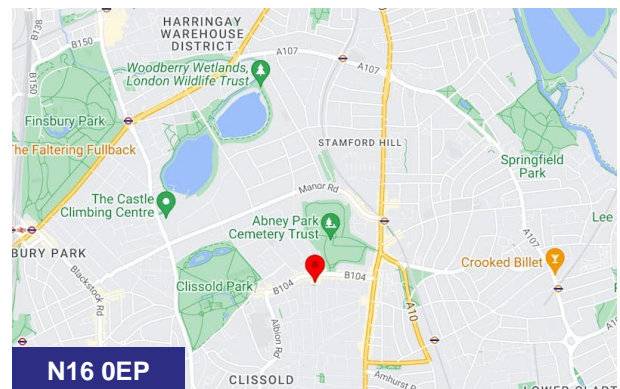 HARRINGAY
WAREHOUSE
DISTRICT
B138
B150
A107
B150
Woodberry Wetlands,
London Wildlife Trust
A107
Finsbury Park
The Faltering Fullback
STAMFORD HILL
Springfield
Park
Manor Rd
The Castle
Climbing Centre
Abney Park
Cemetery Trust
Lee
A107
BURY PARK
Blackstock Rd
Clissold Park
B104
B104
Crooked Billet
A10
Albion Rd
N16 0EP
CLISSOLD
Amhurst P
LOWER CLAPT